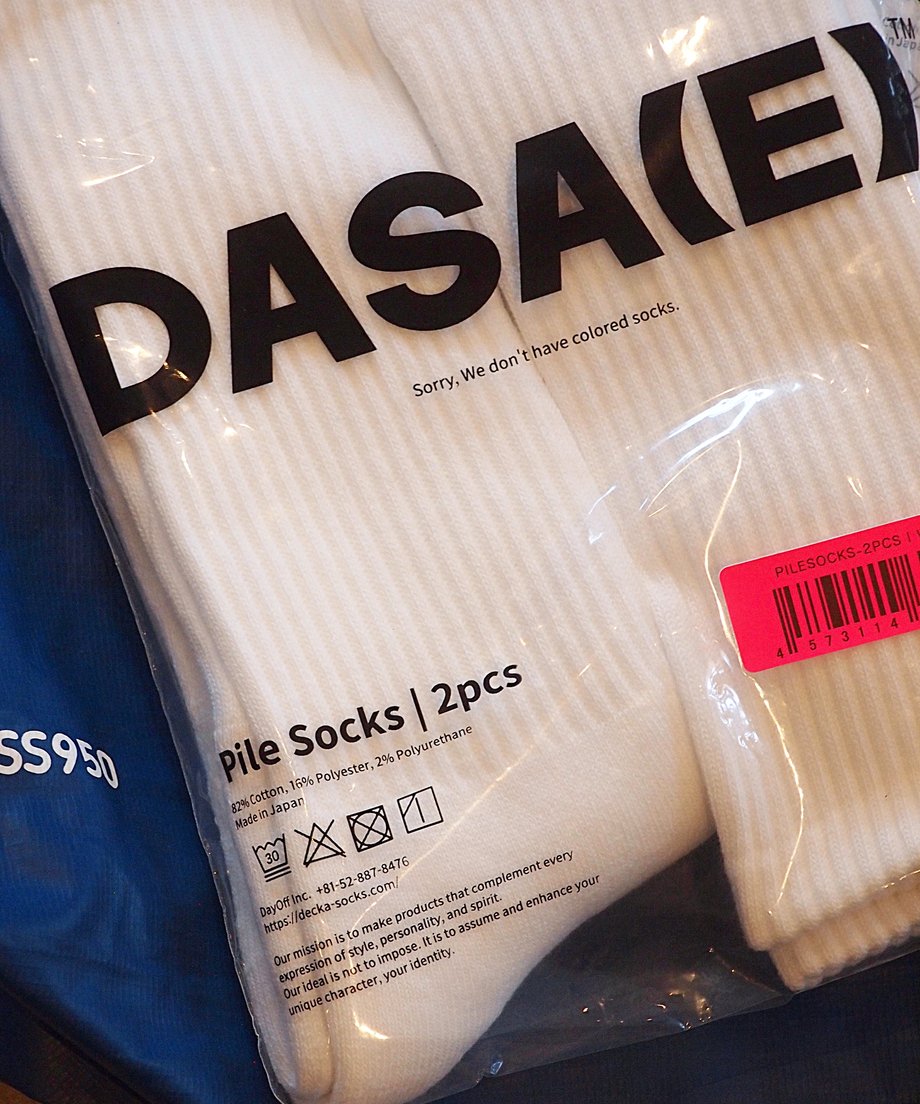 DASA(E)™
Sorry, We don't have colored socks.
PILESOCKS-2PCS
4 573114
Pile Socks | 2pcs
82% Cotton, 16% Polyester, 2% Polyurethane
Made in Japan
30
SS950
DayOff Inc. +81-52-887-8476
https://decka-socks.com/
Our mission is to make products that complement every
expression of style, personality, and spirit.
Our ideal is not to impose. It is to assume and enhance your
unique character, your identity.